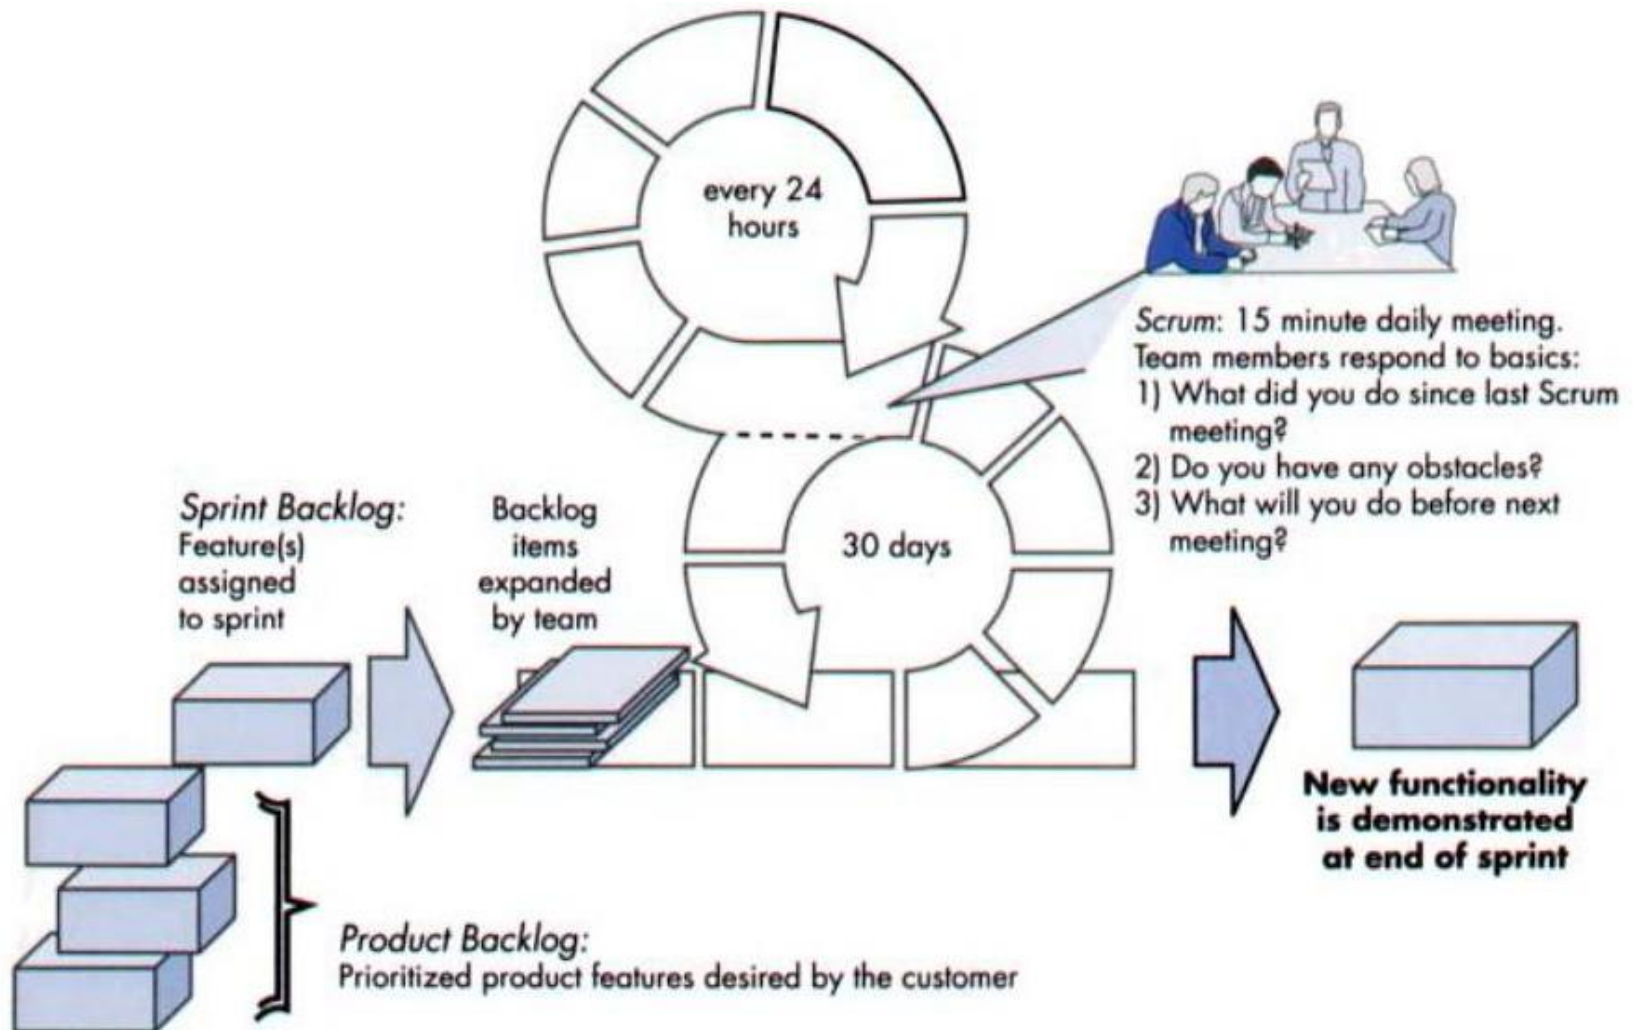 every 24
hours
Scrum: 15 minute daily meeting.
Team members respond to basics:
1) What did you do since last Scrum
meeting?
2) Do you have any obstacles?
3) What will you do before next
meeting?
Sprint Backlog:
Feature(s)
assigned
to sprint
Backlog
items
expanded
by team
30 days
New functionality
is demonstrated
at end of sprint
Product Backlog:
Prioritized product features desired by the customer